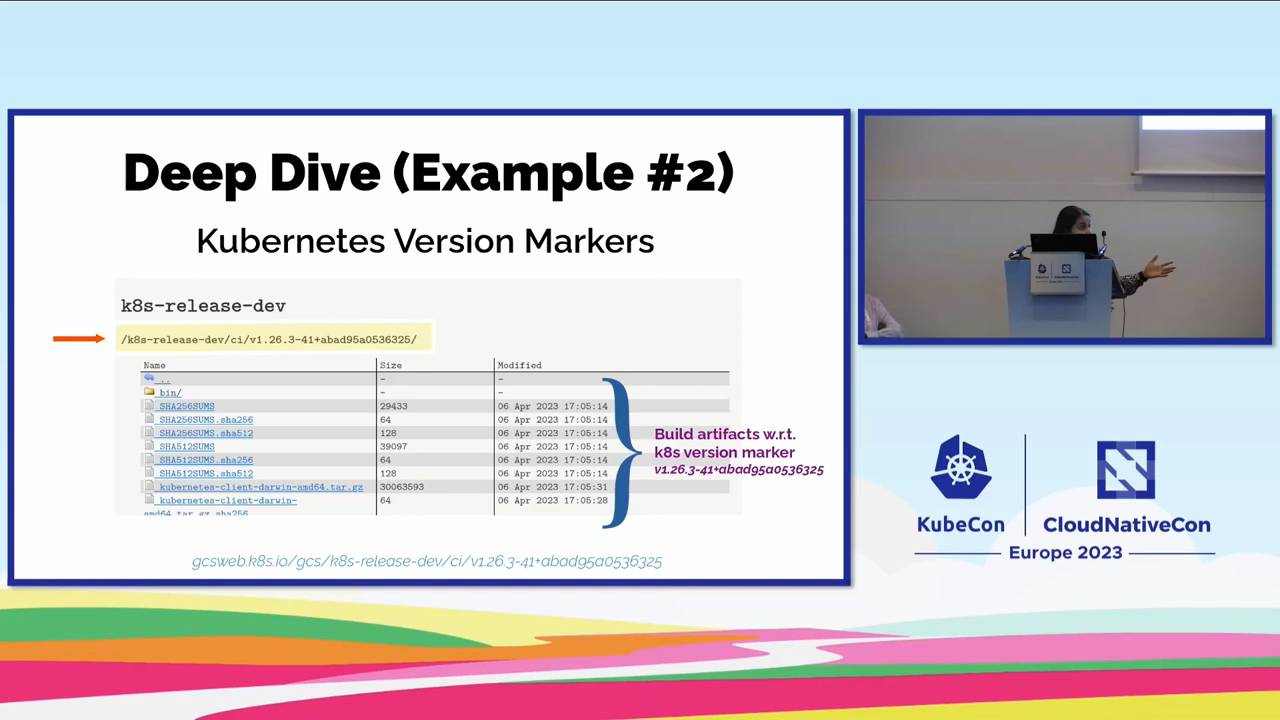 Deep Dive (Example #2)
Kubernetes Version Markers
k8s-release-dev
/k8s-release-dev/ci/v1.26.3-41+abad95a0536325/
Name Size Modified
.. - -
bin/ - -
SHA256SUMS 29433 06 Apr 2023 17:05:14
SHA256SUMS.sha256 64 06 Apr 2023 17:05:14
SHA256SUMS.sha512 128 06 Apr 2023 17:05:14
SHA512SUMS 39097 06 Apr 2023 17:05:14
SHA512SUMS.sha256 64 06 Apr 2023 17:05:14
SHA512SUMS.sha512 128 06 Apr 2023 17:05:14
kubernetes-client-darwin-amd64.tar.gz 30063593 06 Apr 2023 17:05:31
kubernetes-client-darwin- 64 06 Apr 2023 17:05:28
amd64.tar.gz.sha256
Build artifacts w.r.t.
k8s version marker
v1.26.3-41+abad95a0536325
gcsweb.k8s.io/gcs/k8s-release-dev/ci/v1.26.3-41+abad95a0536325
KubeCon
CloudNativeCon
Europe 2023